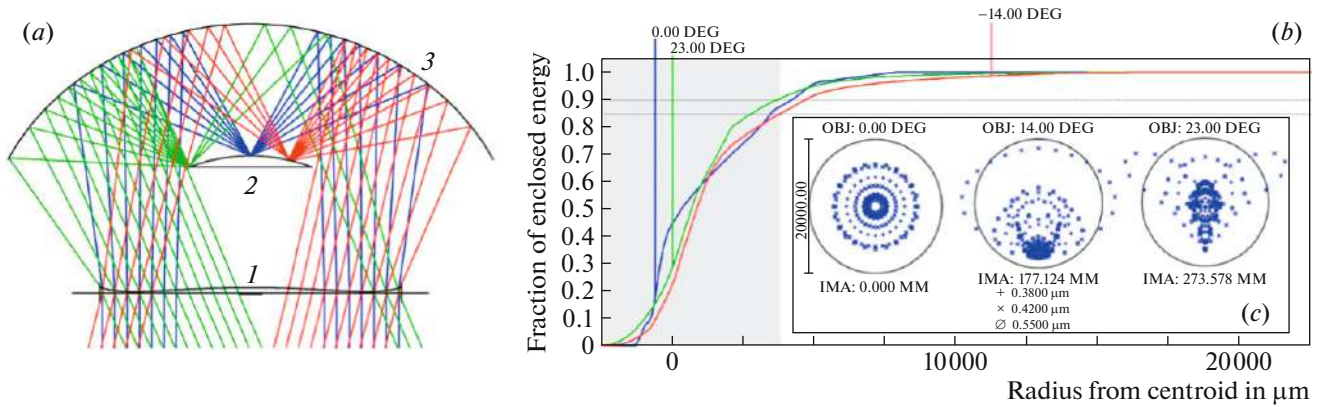 (a)
3
2
1
−14.00 DEG
0.00 DEG
23.00 DEG
(b)
Fraction of enclosed energy
1.0
0.9
0.8
0.7
0.6
0.5
0.4
0.3
0.2
0.1
0
0
10 000
20 000
Radius from centroid in µm
OBJ: 0.00 DEG
OBJ: 14.00 DEG
OBJ: 23.00 DEG
20000.00
IMA: 0.000 MM
IMA: 177.124 MM
IMA: 273.578 MM
+ 0.3800 µm
× 0.4200 µm
∅ 0.5500 µm
(c)